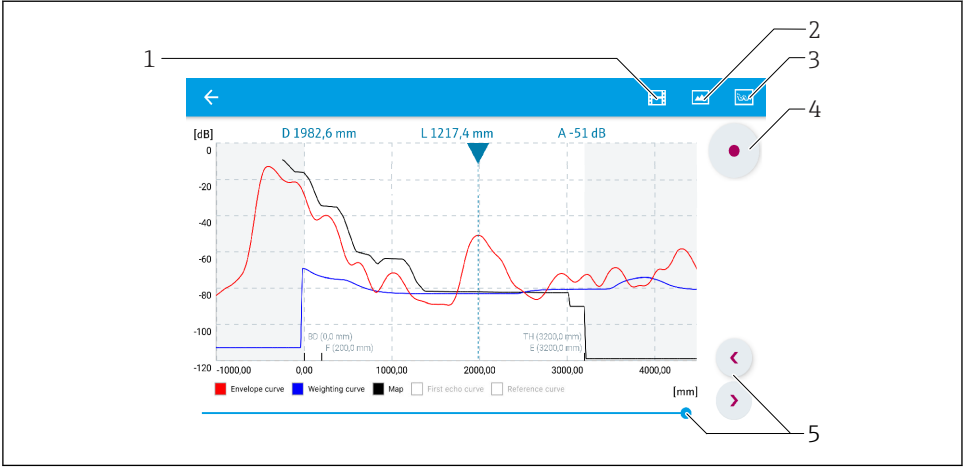 1
2
3
4
D 1982,6 mm L 1217,4 mm A -51 dB
[dB]
0
-20
-40
-60
-80
-100
-120
BD (0,0 mm)
F (200,0 mm)
TH (3200,0 mm)
E (3200,0 mm)
-1000,00 0,00 1000,00 2000,00 3000,00 4000,00
[mm]
Envelope curve Weighting curve Map First echo curve Reference curve
5